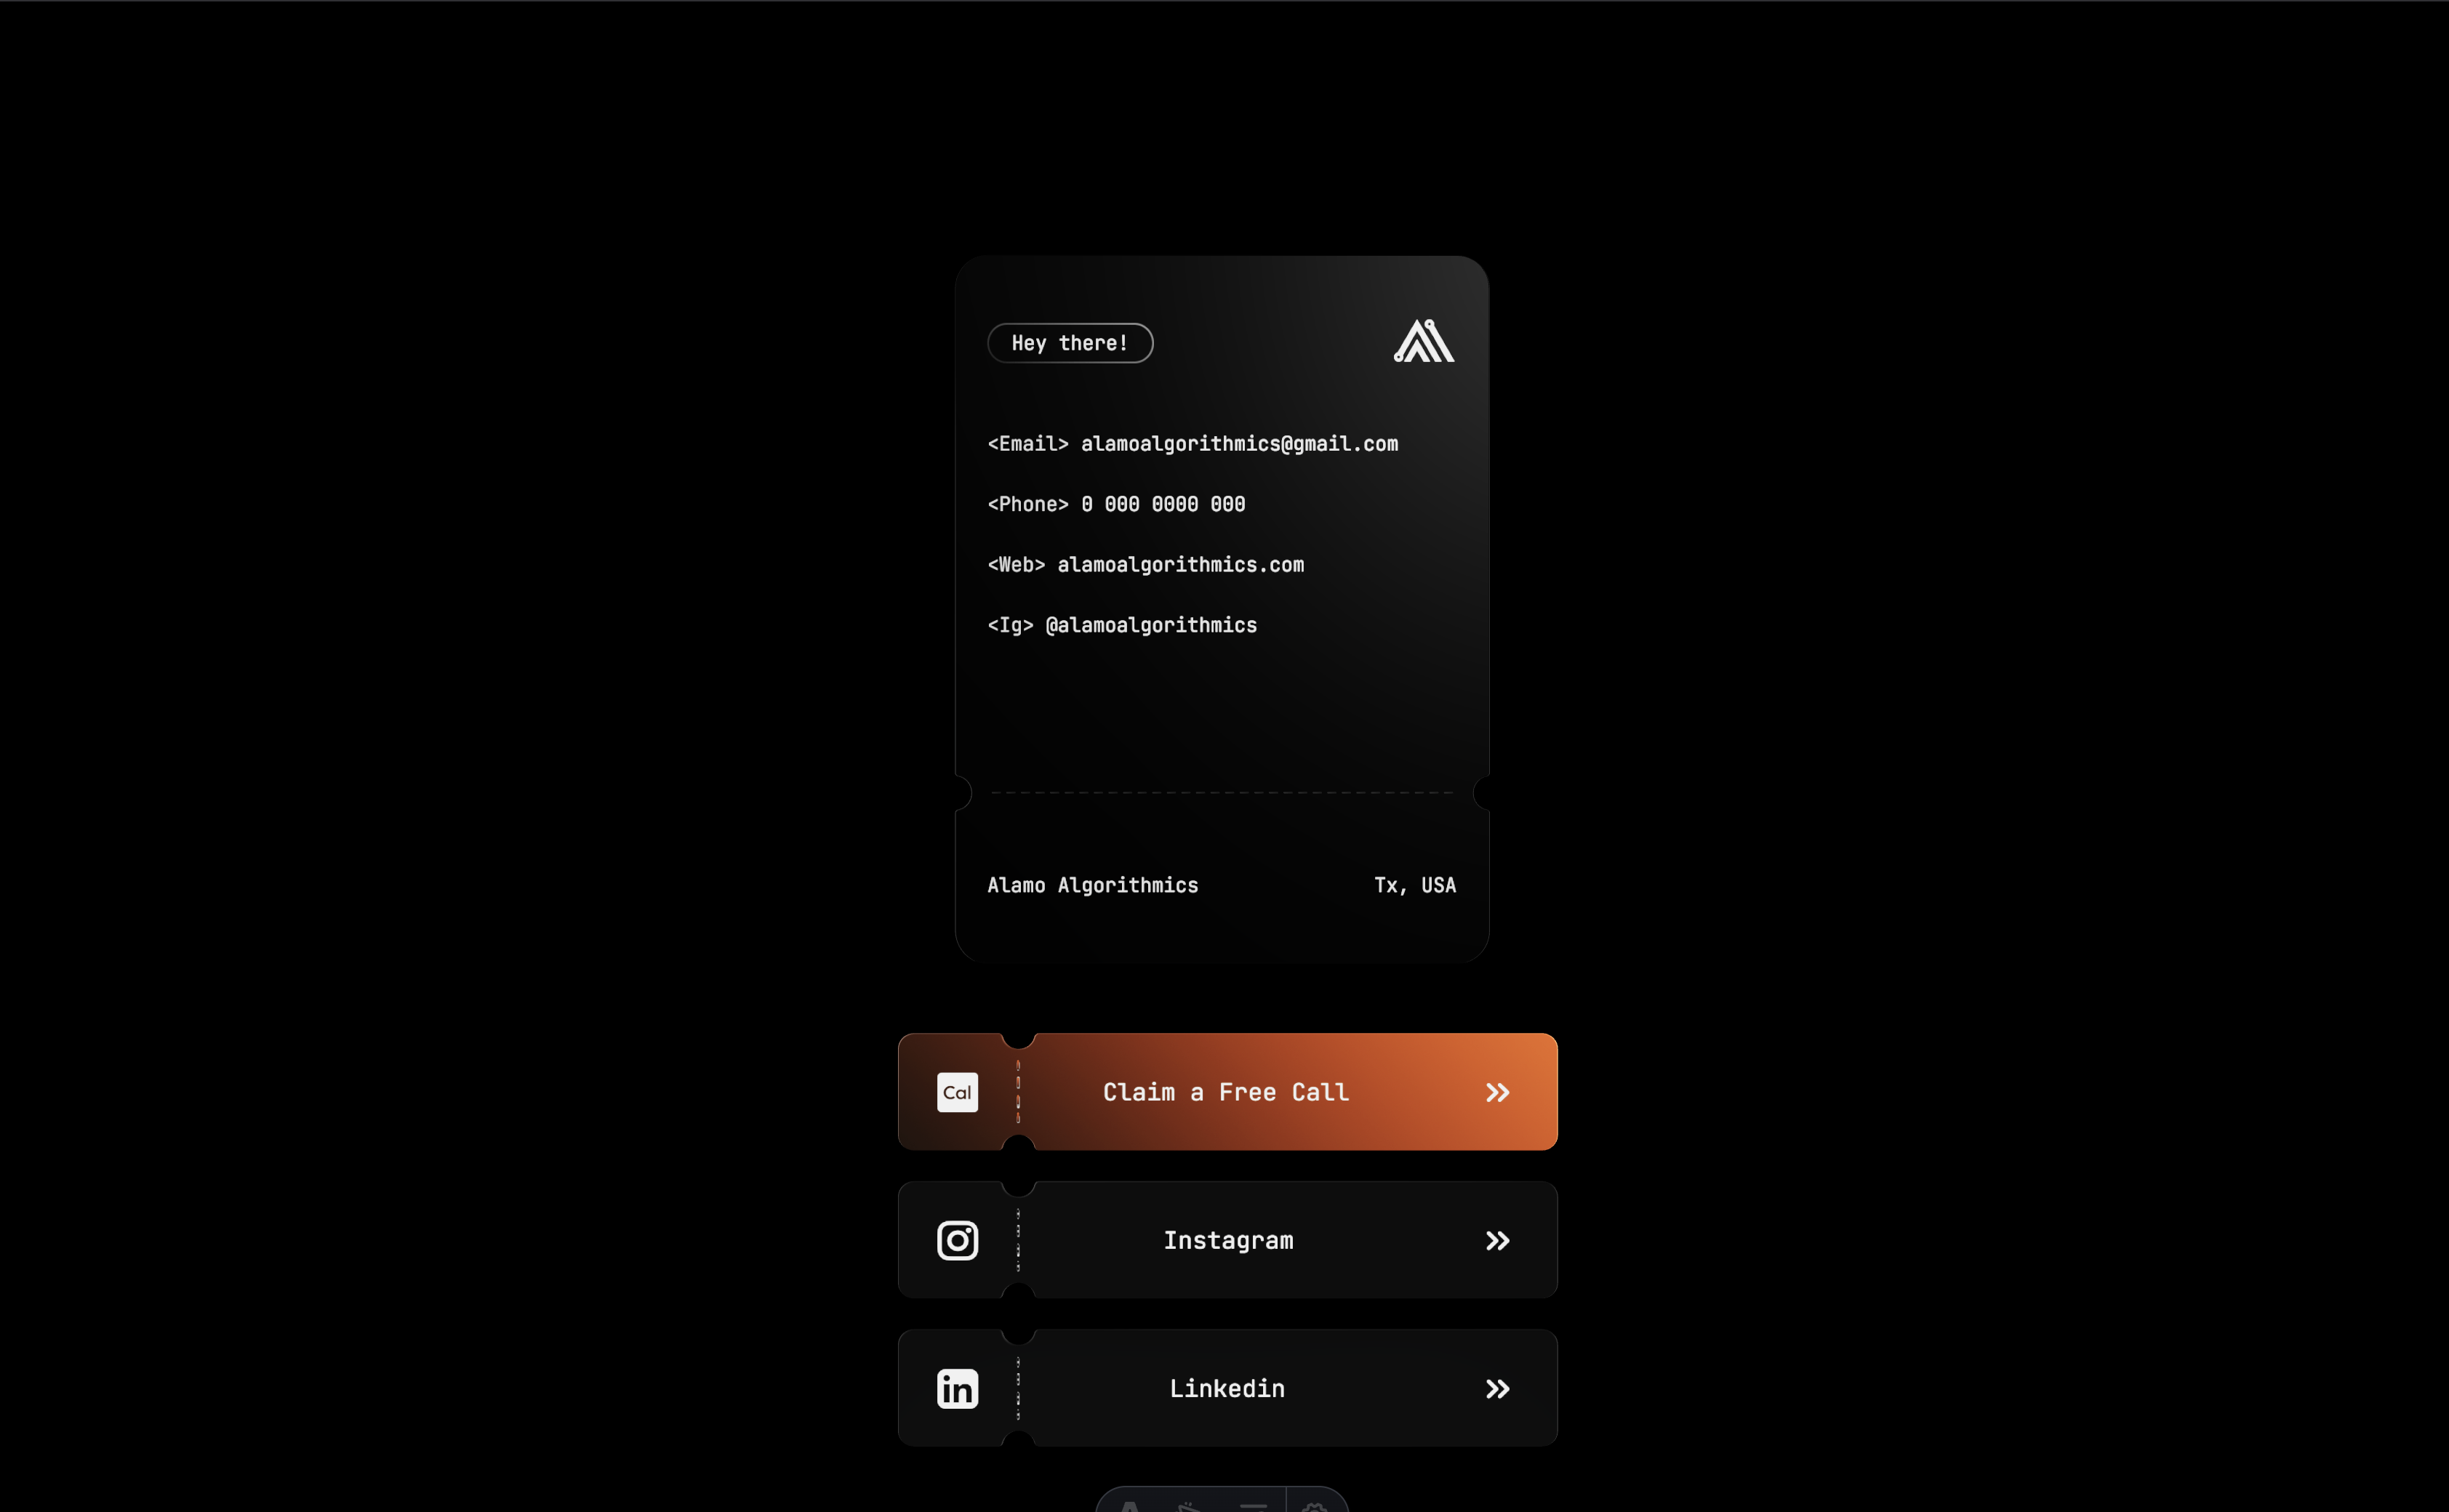 Hey there!
<Email> alamoalgorithmics@gmail.com
<Phone> 0 000 0000 000
<Web> alamoalgorithmics.com
<Ig> @alamoalgorithmics
Alamo Algorithmics
Tx, USA
Cal
Claim a Free Call
Instagram
in
Linkedin